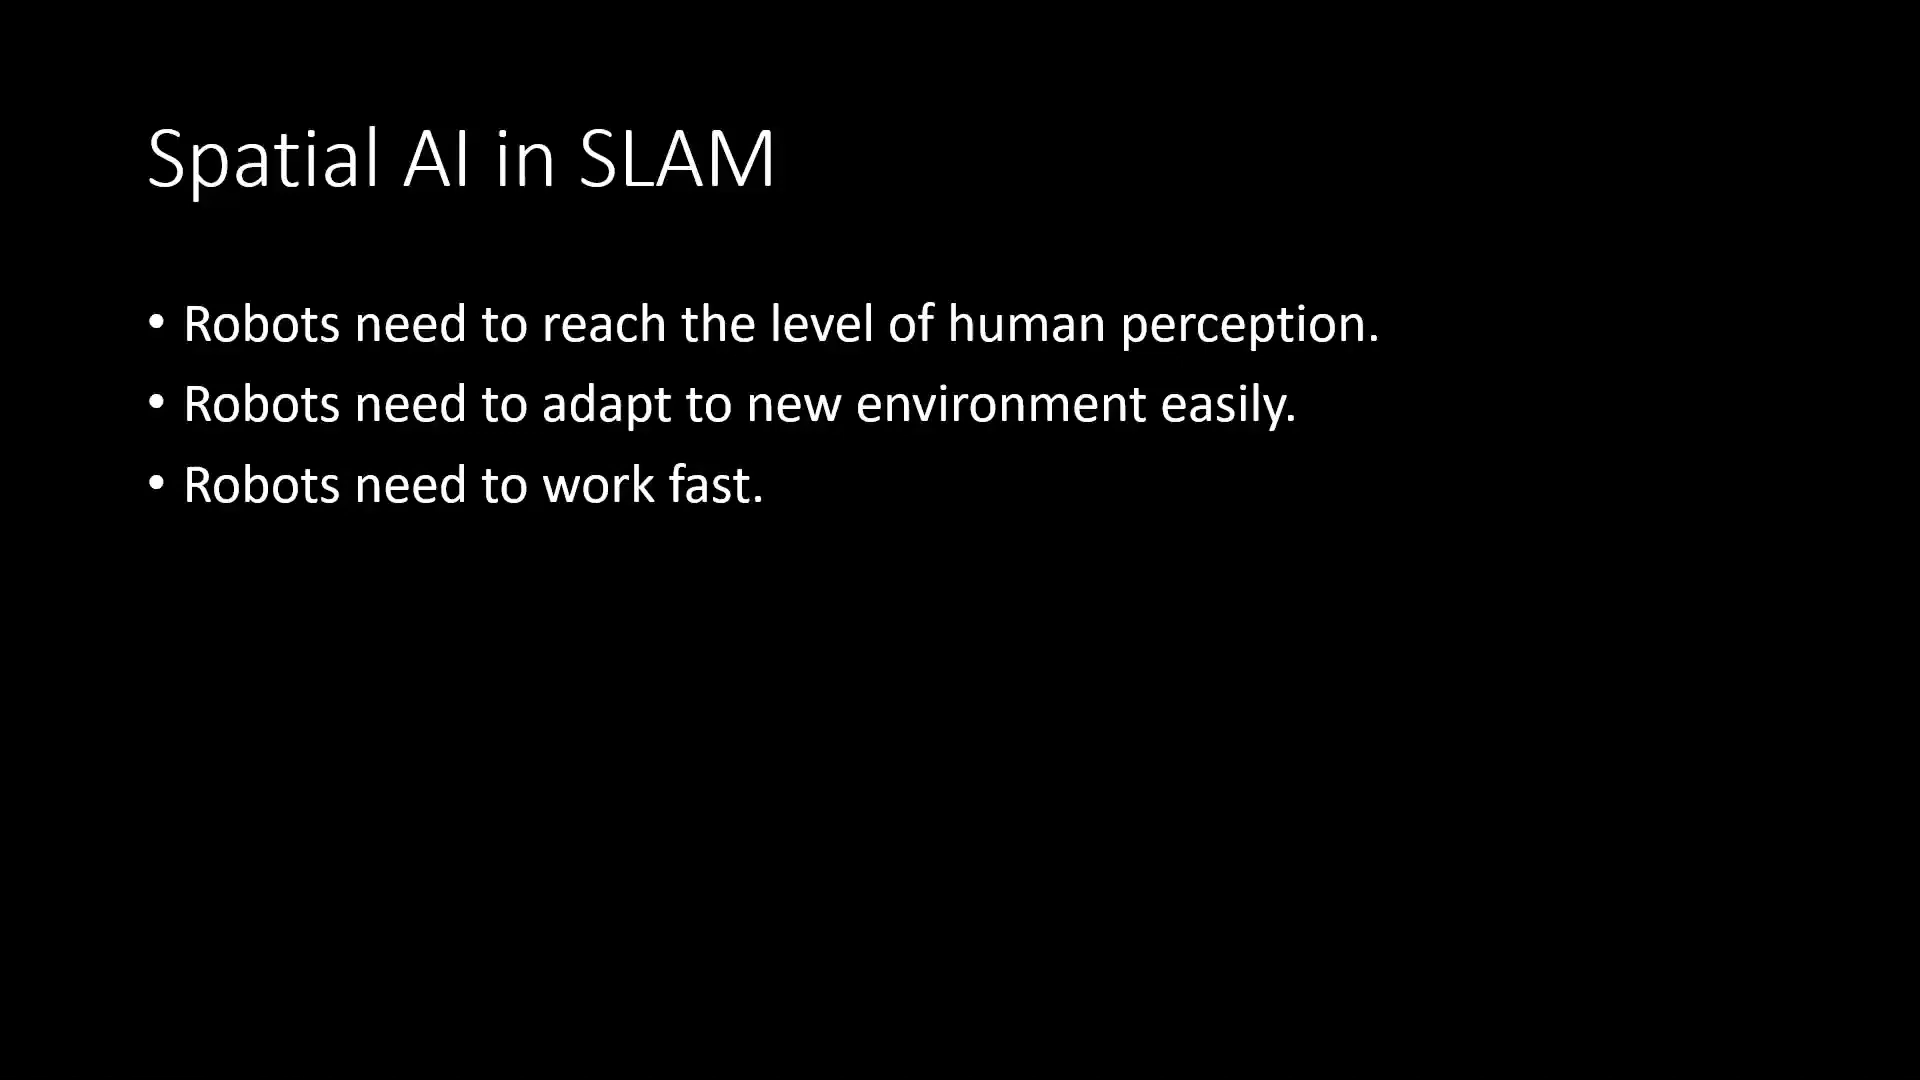 Spatial AI in SLAM
• Robots need to reach the level of human perception.
• Robots need to adapt to new environment easily.
• Robots need to work fast.